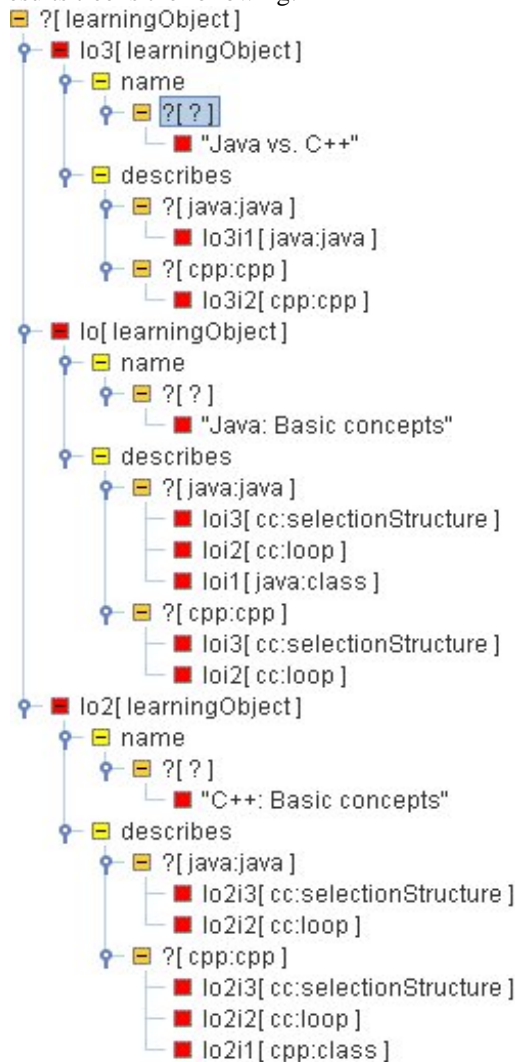 ?[ learningObject ]
lo3[ learningObject ]
name
?[ ? ]
"Java vs. C++"
describes
?[ java:java ]
lo3i1[ java:java ]
?[ cpp:cpp ]
lo3i2[ cpp:cpp ]
lo[ learningObject ]
name
?[ ? ]
"Java: Basic concepts"
describes
?[ java:java ]
loi3[ cc:selectionStructure ]
loi2[ cc:loop ]
loi1[ java:class ]
?[ cpp:cpp ]
loi3[ cc:selectionStructure ]
loi2[ cc:loop ]
lo2[ learningObject ]
name
?[ ? ]
"C++: Basic concepts"
describes
?[ java:java ]
lo2i3[ cc:selectionStructure ]
lo2i2[ cc:loop ]
?[ cpp:cpp ]
lo2i3[ cc:selectionStructure ]
lo2i2[ cc:loop ]
lo2i1[ cpp:class ]